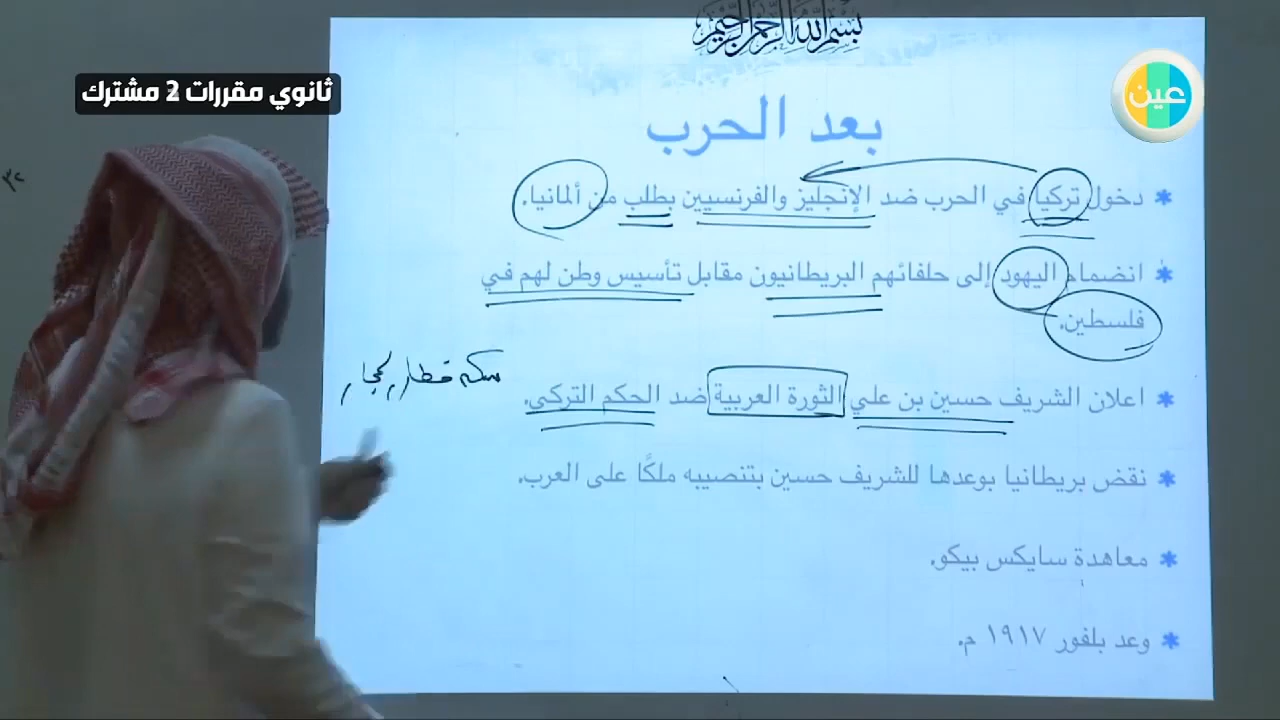 بسم الله الرحمن الرحيم
ثانوي مقررات 2 مشترك
عين
بعد الحرب
* دخول تركيا في الحرب ضد الإنجليز والفرنسيين بطلب من ألمانيا.
* انضمام اليهود إلى حلفائهم البريطانيون مقابل تأسيس وطن لهم في
فلسطين.
* اعلان الشريف حسين بن علي الثورة العربية ضد الحكم التركي.
سكة قطار الحجاز
* نقض بريطانيا بوعدها للشريف حسين بتنصيبه ملكًا على العرب.
* معاهدة سايكس بيكو.
* وعد بلفور ١٩١٧ م.